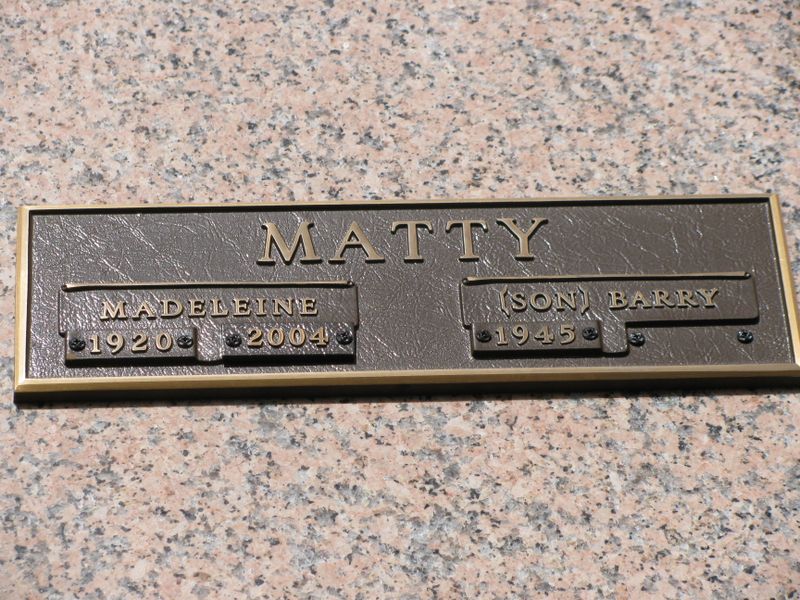 MATTY
MADELEINE
1920 2004
(SON) BARRY
1945